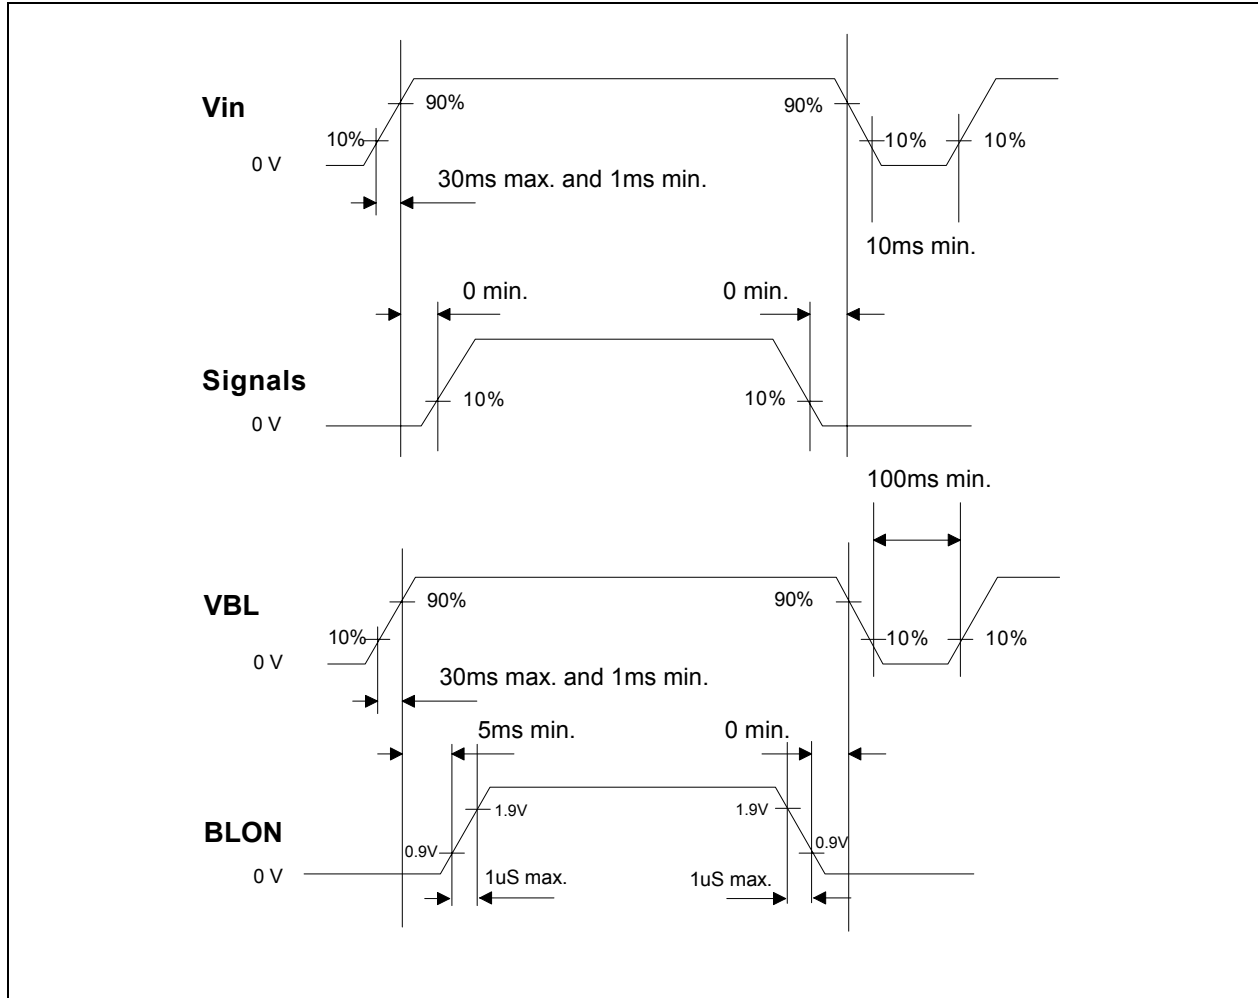 Vin
90%
90%
10%
10%
10%
0 V
30ms max. and 1ms min.
10ms min.
0 min.
0 min.
Signals
10%
10%
0 V
100ms min.
VBL
90%
90%
10%
10%
10%
0 V
30ms max. and 1ms min.
5ms min.
0 min.
BLON
1.9V
1.9V
0.9V
0.9V
0 V
1uS max.
1uS max.